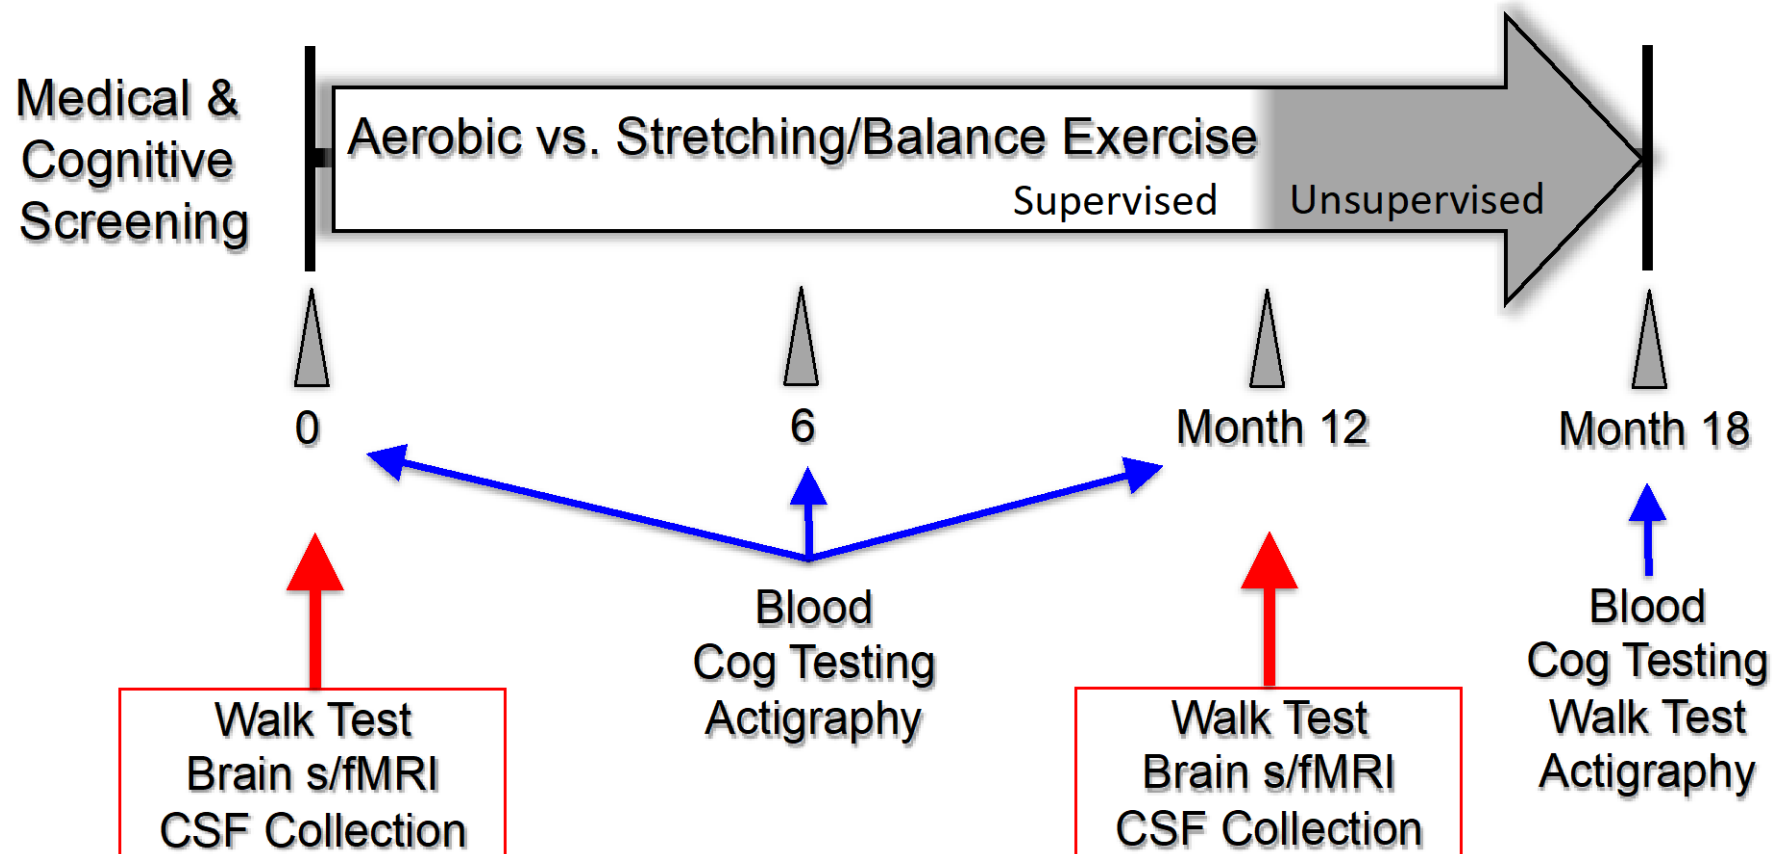 Medical &
Cognitive
Screening
Aerobic vs. Stretching/Balance Exercise
Supervised
Unsupervised
0
6
Month 12
Month 18
Walk Test
Brain s/fMRI
CSF Collection
Blood
Cog Testing
Actigraphy
Walk Test
Brain s/fMRI
CSF Collection
Blood
Cog Testing
Walk Test
Actigraphy